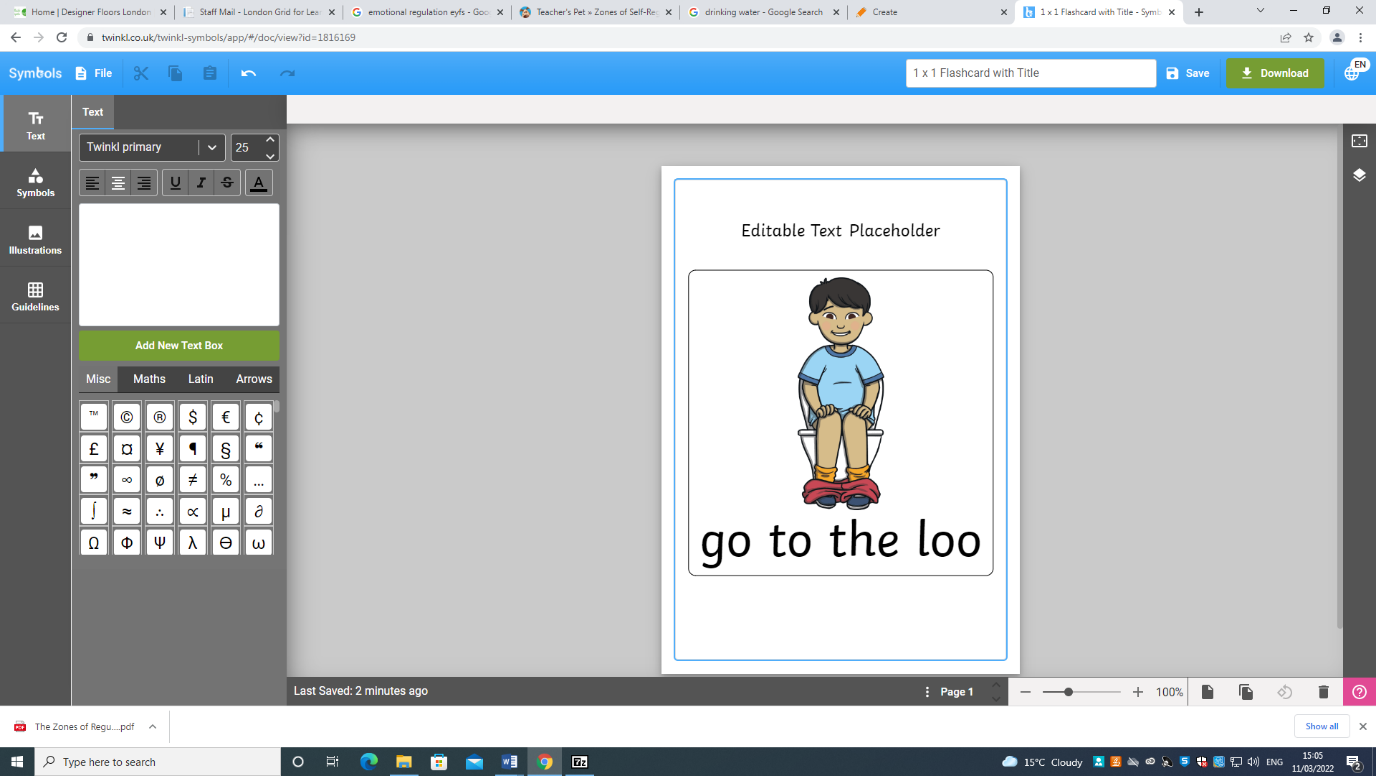 Home | Designer Floors London
Staff Mail - London Grid for Lea
emotional regulation eyfs - Goo
Teacher's Pet » Zones of Self-Re
drinking water - Google Search
Create
1 x 1 Flashcard with Title - Symb
twinkl.co.uk/twinkl-symbols/app/#/doc/view?id=1816169
Symbols
File
1 x 1 Flashcard with Title
Save
Download
EN
Text
Text
Symbols
Illustrations
Guidelines
Twinkl primary
25
U I S A
Add New Text Box
Misc Maths Latin Arrows
™ © ® $ € ¢
£ ¤ ¥ ¶ § “
” ∞ ø ≠ % …
∫ ≈ ∴ ∝ µ ∂
Ω Φ Ψ λ Θ ω
Editable Text Placeholder
go to the loo
Last Saved: 2 minutes ago
Page 1
100%
The Zones of Regu....pdf
Show all
Type here to search
15°C Cloudy
ENG
15:05
11/03/2022
2